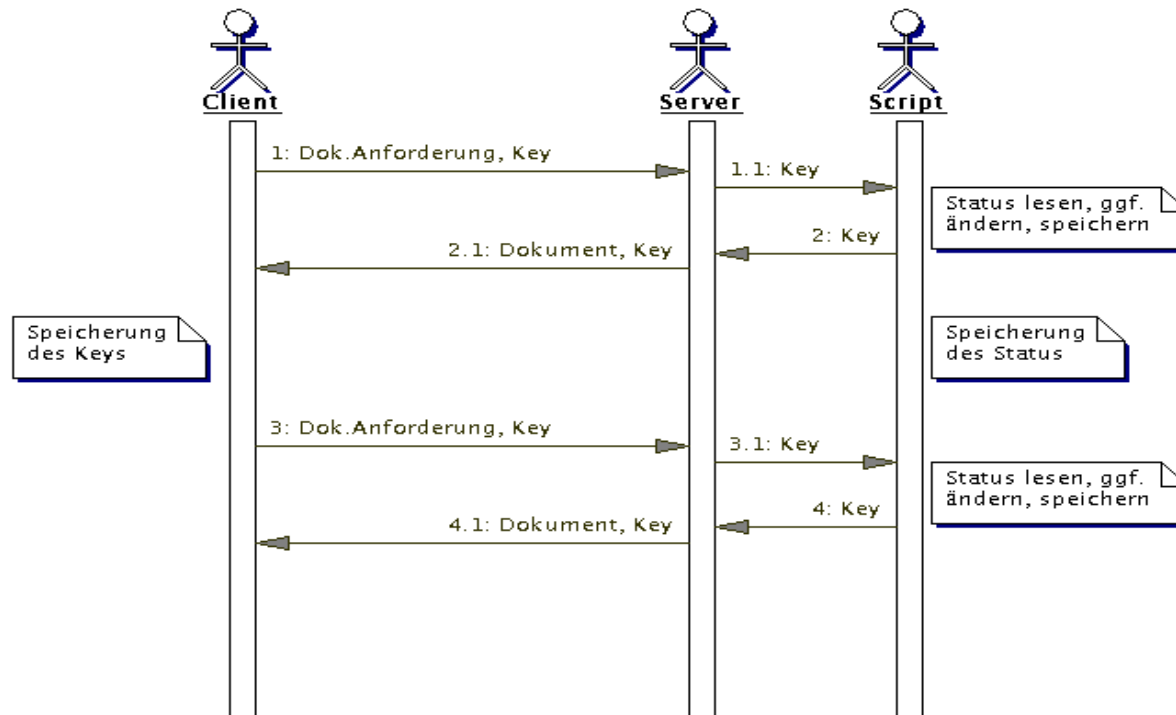 Client
Server
Script
1: Dok.Anforderung, Key
1.1: Key
Status lesen, ggf.
ändern, speichern
2: Key
2.1: Dokument, Key
Speicherung
des Keys
Speicherung
des Status
3: Dok.Anforderung, Key
3.1: Key
Status lesen, ggf.
ändern, speichern
4: Key
4.1: Dokument, Key